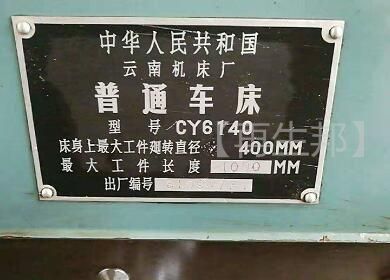 中华人民共和国
云南机床厂
普通车床
型号 CY6140
床身上最大工件廻转直径: 400MM
最大工件长度 1000 MM
出厂编号